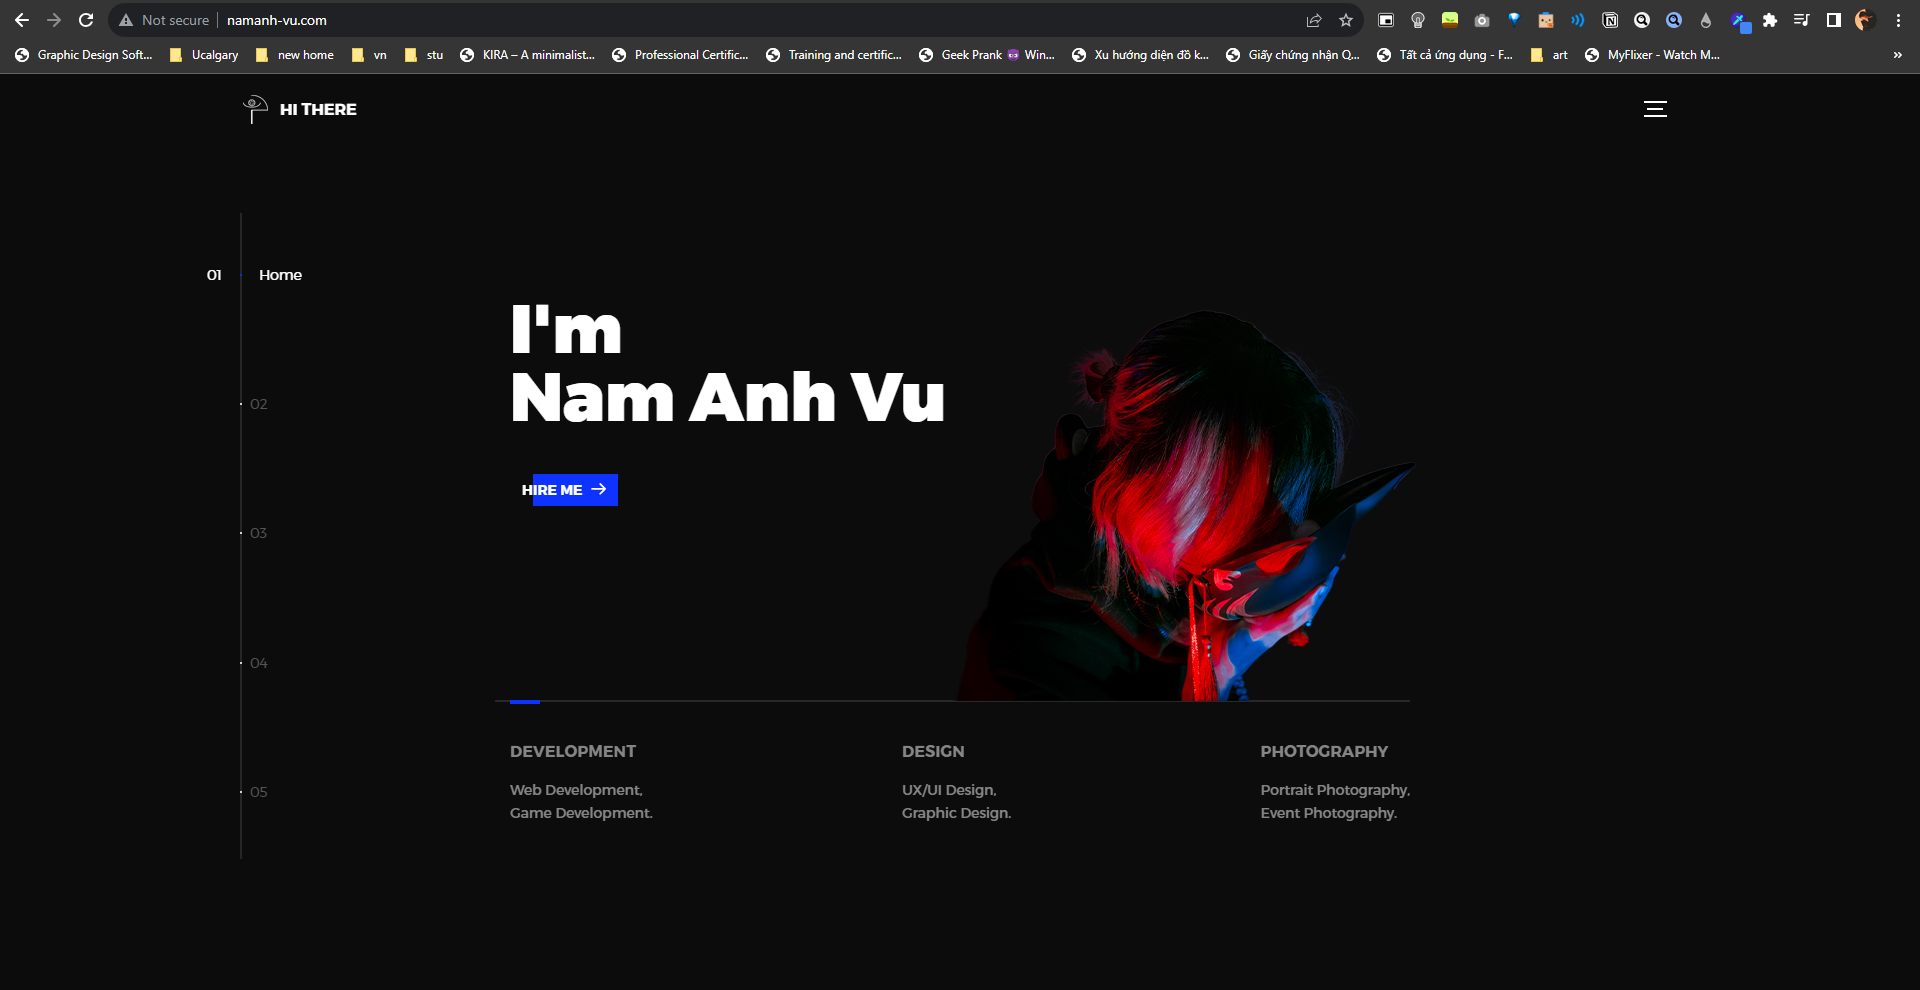 Not secure namanh-vu.com
Graphic Design Soft... Ucalgary new home vn stu KIRA – A minimalist... Professional Certific... Training and certific... Geek Prank 😈 Win... Xu hướng diện đồ k... Giấy chứng nhận Q... Tất cả ứng dụng - F... art MyFlixer - Watch M... »
HI THERE
01 Home
I'm
Nam Anh Vu
02
HIRE ME →
03
04
DEVELOPMENT
Web Development,
Game Development.
DESIGN
UX/UI Design,
Graphic Design.
PHOTOGRAPHY
Portrait Photography,
Event Photography.
05